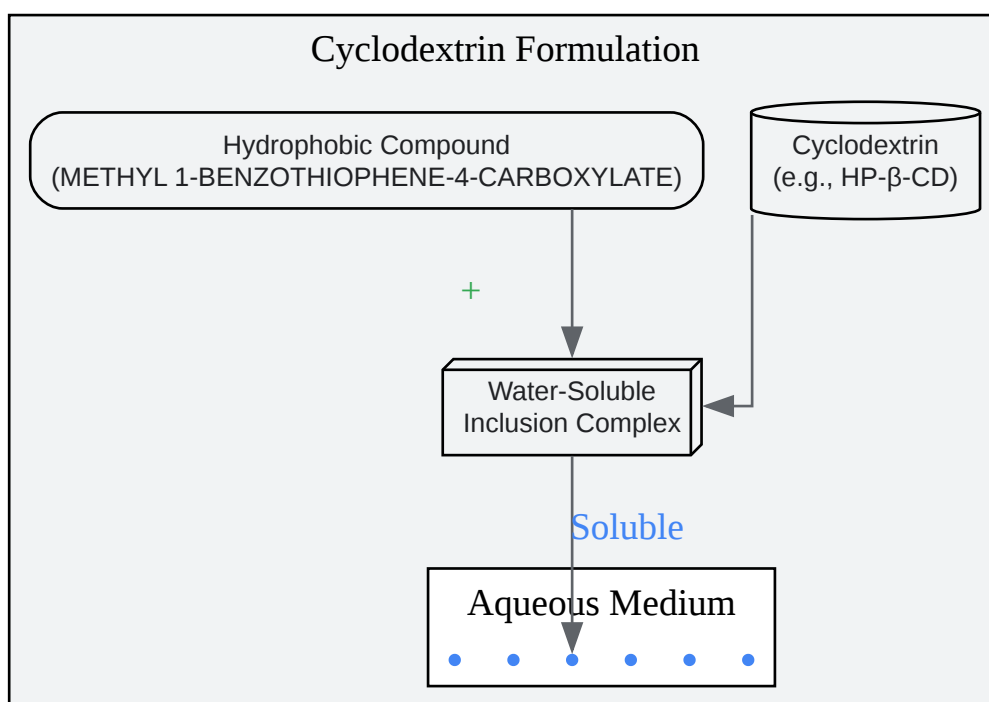 Cyclodextrin Formulation
Hydrophobic Compound
(METHYL 1-BENZOTHIOPHENE-4-CARBOXYLATE)
Cyclodextrin
(e.g., HP-β-CD)
+
Water-Soluble
Inclusion Complex
Soluble
Aqueous Medium